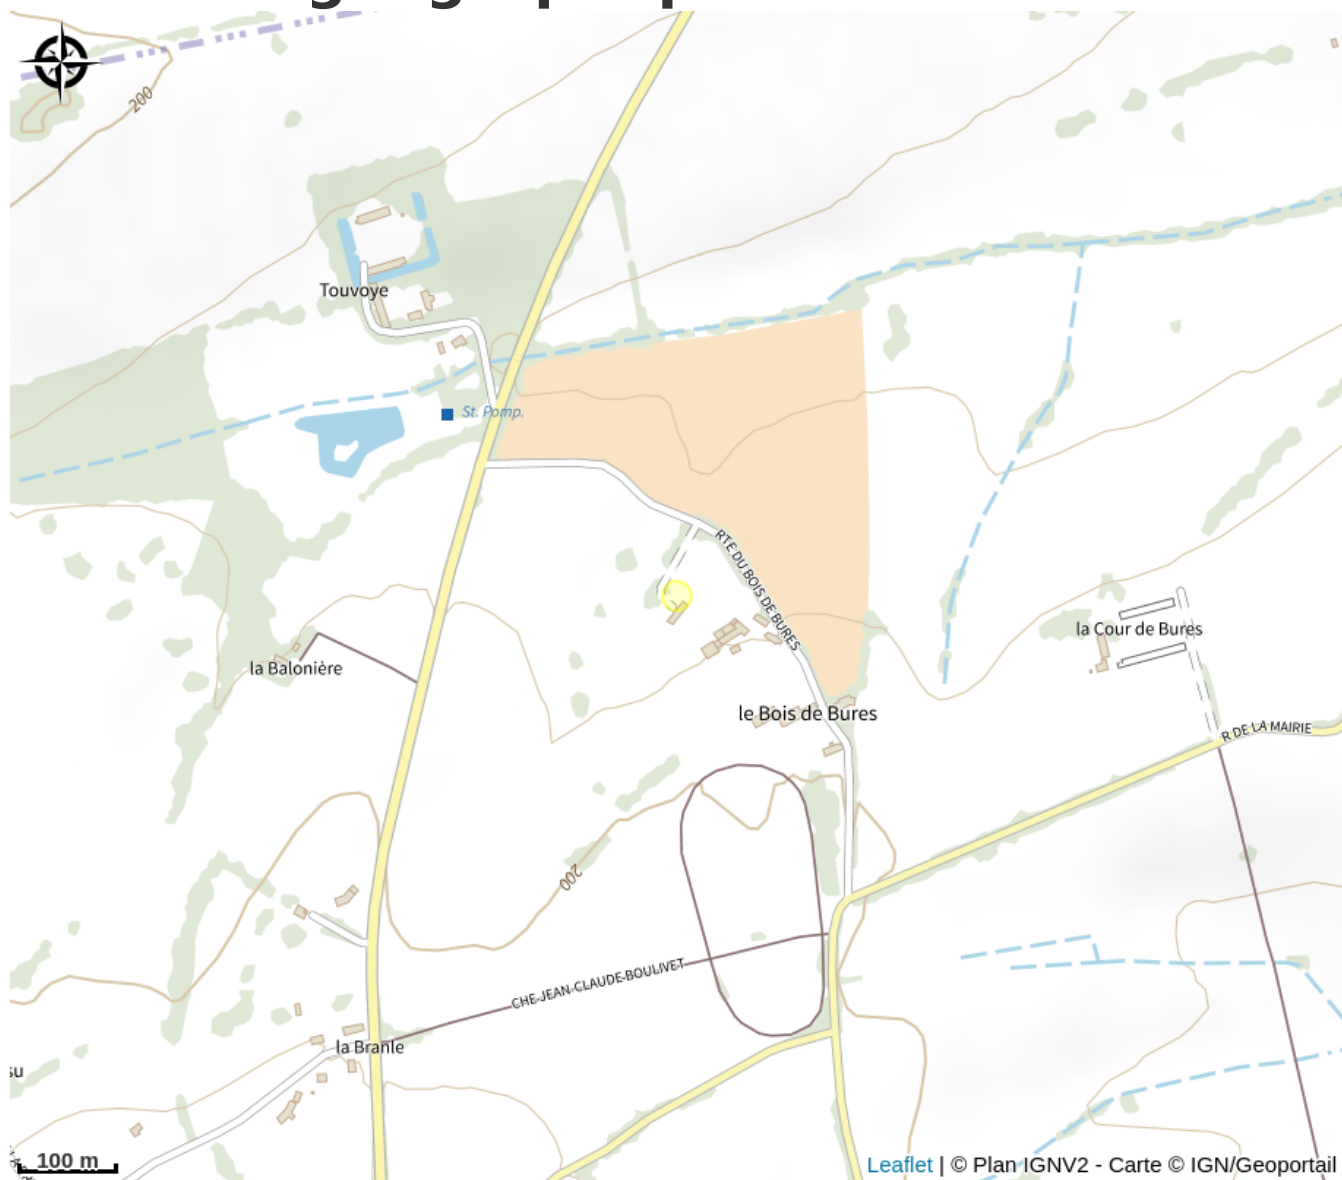 200
Touvoye
St. Pomp.
RTE DU BOIS DE BURES
la Cour de Bures
la Balonière
le Bois de Bures
R DE LA MAIRIE
200
CHE JEAN-CLAUDE-BOULIVET
la Branle
su
100 m
Leaflet | © Plan IGNV2 - Carte © IGN/Geoportail